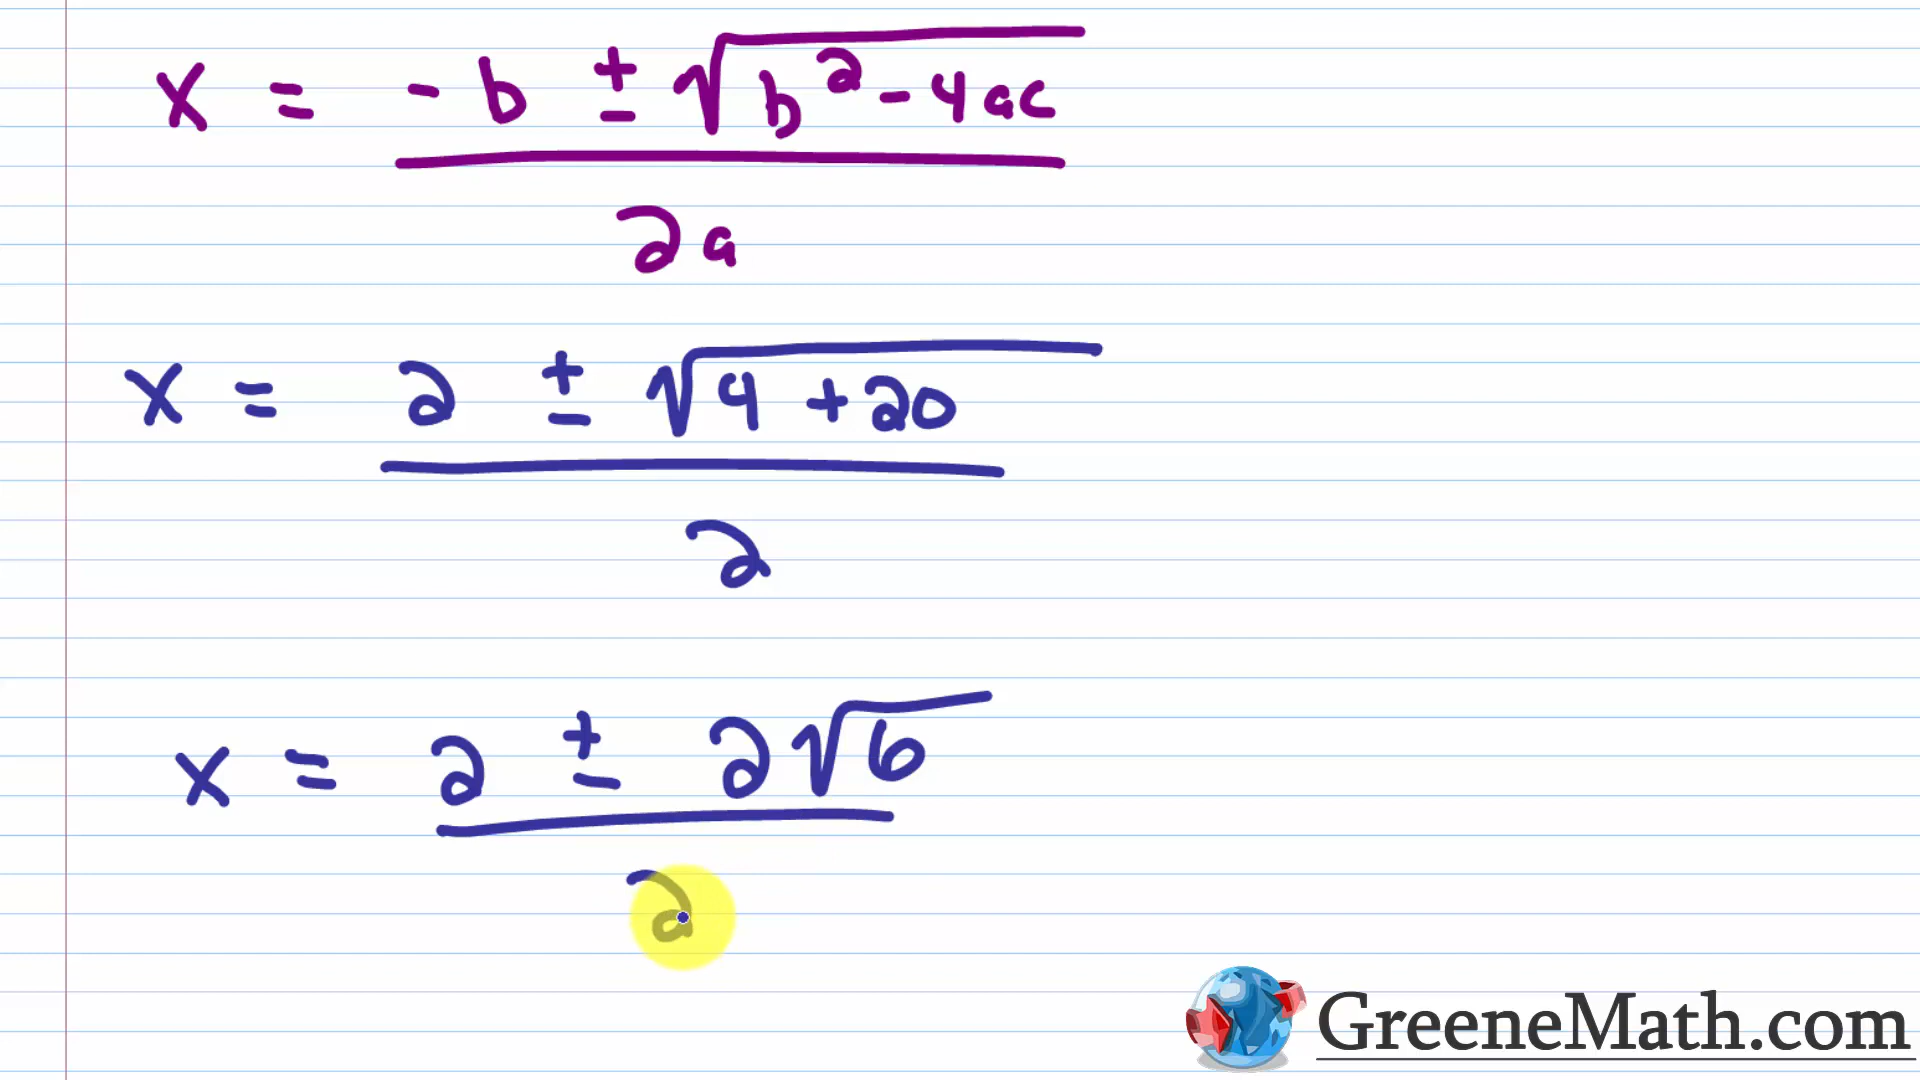 x = -b ± √(b² - 4ac)
2a
x = 2 ± √(4 + 20)
2
x = 2 ± 2√6
2
GreeneMath.com